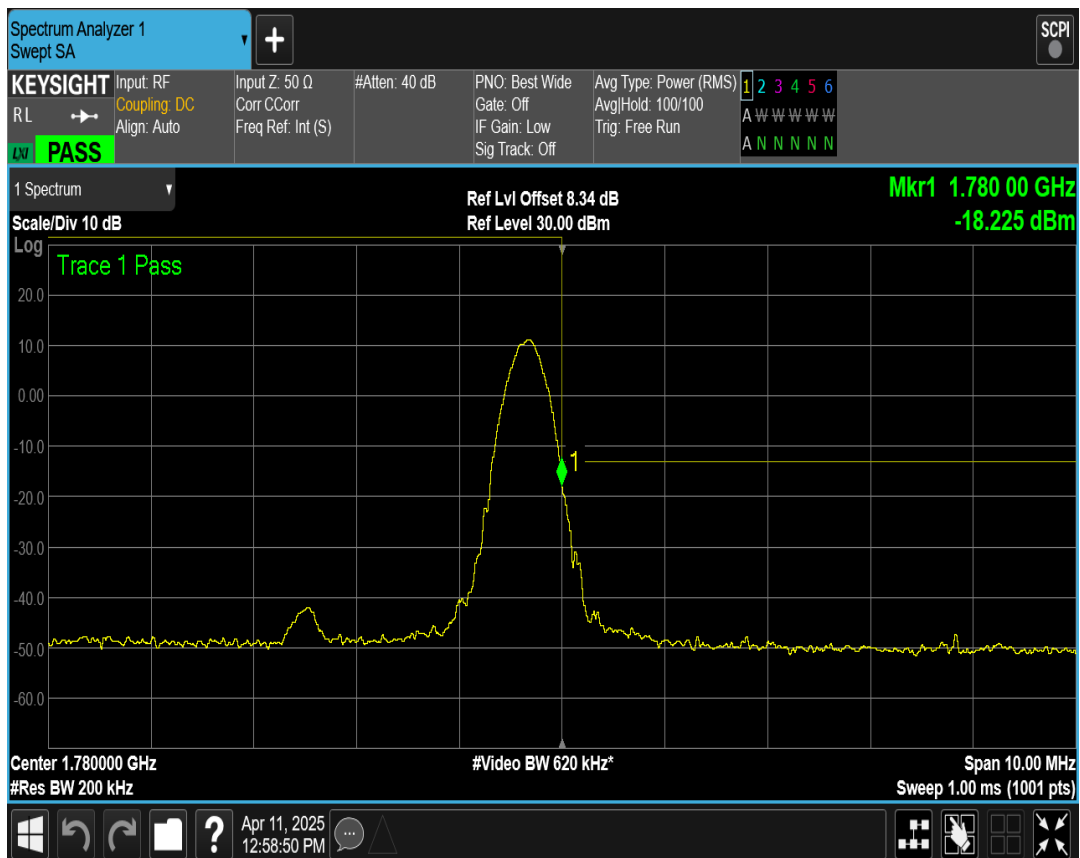 Spectrum Analyzer 1
Swept SA
SCPI
KEYSIGHT
RL
LXI PASS
Input: RF
Coupling: DC
Align: Auto
Input Z: 50 Ω
Corr CCorr
Freq Ref: Int (S)
#Atten: 40 dB
PNO: Best Wide
Gate: Off
IF Gain: Low
Sig Track: Off
Avg Type: Power (RMS)
Avg|Hold: 100/100
Trig: Free Run
1 2 3 4 5 6
A W W W W W
A N N N N N
1 Spectrum
Scale/Div 10 dB
Ref Lvl Offset 8.34 dB
Ref Level 30.00 dBm
Mkr1 1.780 00 GHz
-18.225 dBm
Log
Trace 1 Pass
20.0
10.0
0.00
-10.0
1
-20.0
-30.0
-40.0
-50.0
-60.0
Center 1.780000 GHz
#Res BW 200 kHz
#Video BW 620 kHz*
Span 10.00 MHz
Sweep 1.00 ms (1001 pts)
?
Apr 11, 2025
12:58:50 PM